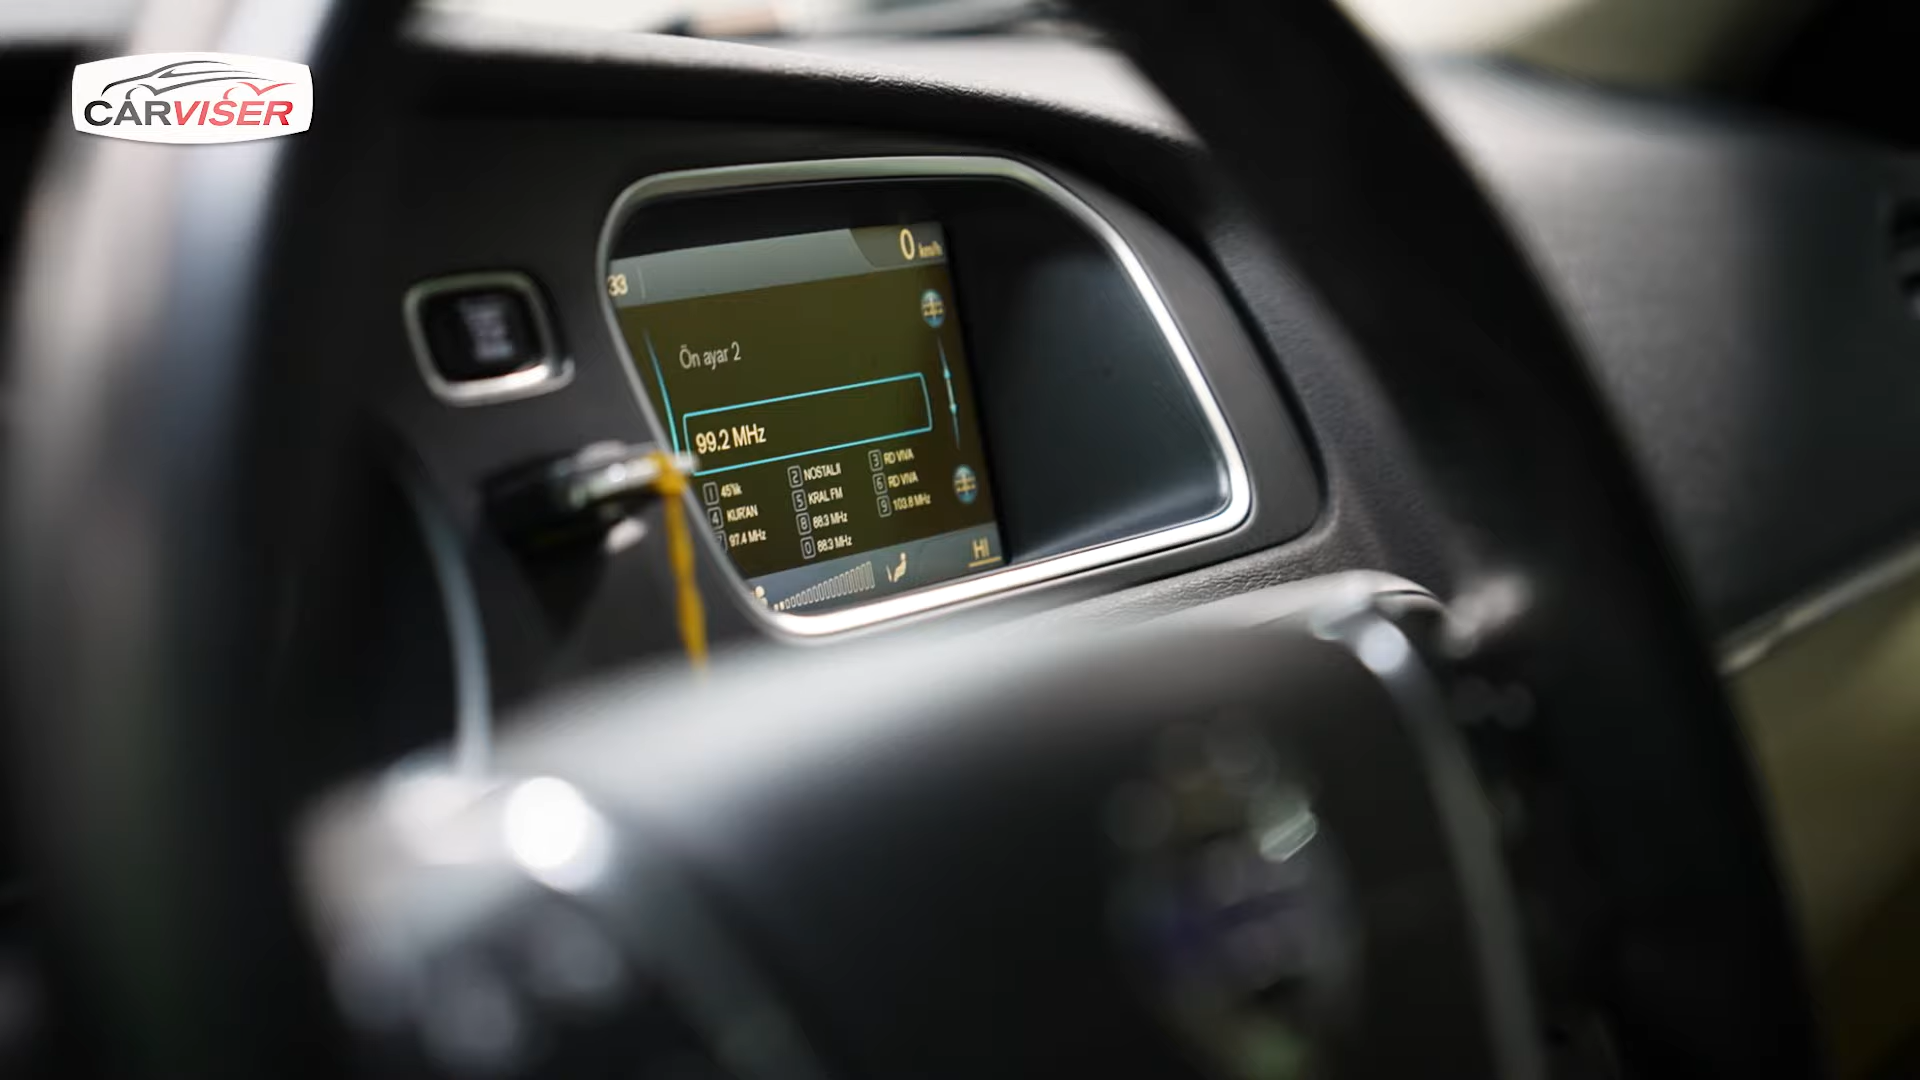 CARVISER
0 km/h
33
Ön ayar 2
99.2 MHz
2 NOSTALJI
3 RD VIVA
1 45'lik
5 KRAL FM
6 RD VIVA
4 KUR'AN
8 88.3 MHz
9 103.8 MHz
97.4 MHz
0 88.3 MHz
HI